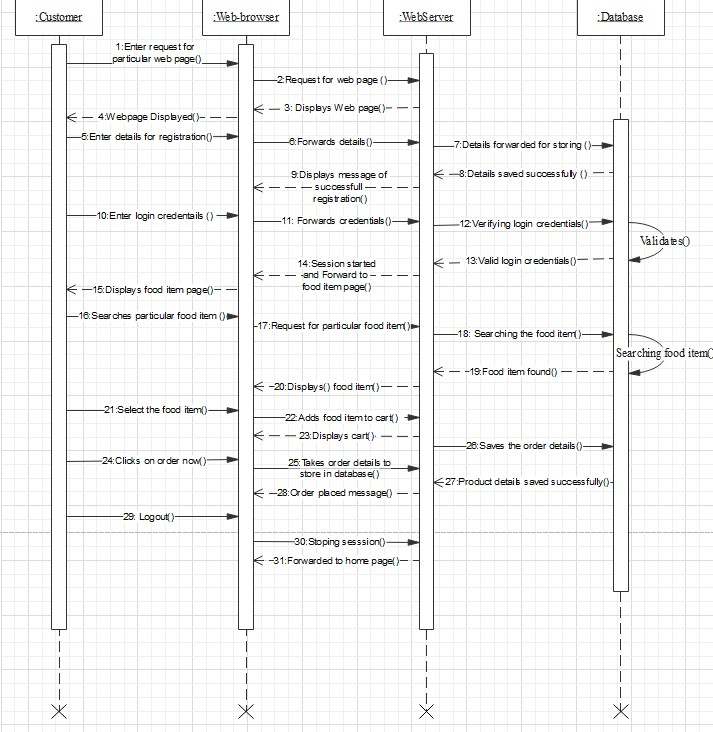 :Customer
:Web-browser
:WebServer
:Database
1:Enter request for
particular web page()
2:Request for web page ()
3: Displays Web page()
4:Webpage Displayed()
5:Enter details for registration()
6:Forwards details()
7:Details forwarded for storing ()
8:Details saved successfuly ()
9:Displays message of
successfull
registration()
10:Enter login credentails ()
11: Forwards credentials()
12:Verifying login credentials()
Validates()
13:Valid login credentials()
14:Session started
and Forward to
food item page()
15:Displays food item page()
16:Searches particular food item ()
17:Request for particular food item()
18: Searching the food item()
Searching food item()
19:Food item found()
20:Displays() food item()
21:Select the food item()
22:Adds food item to cart()
23:Displays cart()
24:Clicks on order now()
25:Takes order details to
store in database()
26:Saves the order details()
27:Product details saved successfully()
28:Order placed message()
29: Logout()
30:Stoping sesssion()
31:Forwarded to home page()